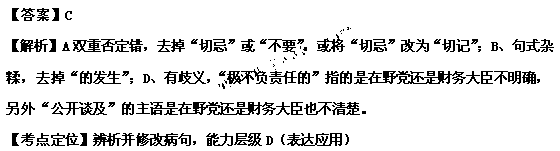 【答案】C
【解析】A双重否定错，去掉“切忌”或“不要”。或将“切忌”改为“切记”；B、句式杂
糅，去掉“的发生”；D、有歧义，“极不负责任的”指的是在野党还是财务大臣不明确，
另外“公开谈及”的主语是在野党还是财务大臣也不清楚。
【考点定位】辨析并修改病句，能力层级D（表达应用）